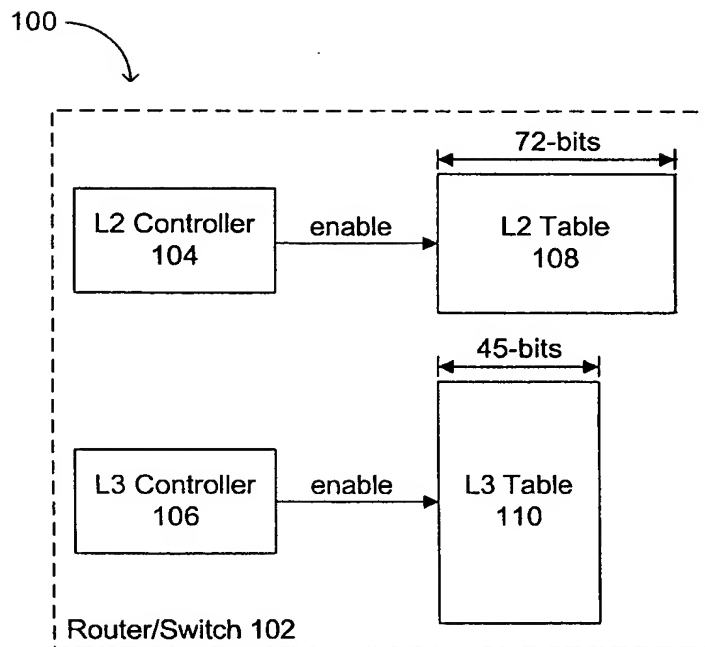 100
72-bits
L2 Controller
104
enable
L2 Table
108
45-bits
L3 Controller
106
enable
L3 Table
110
Router/Switch 102